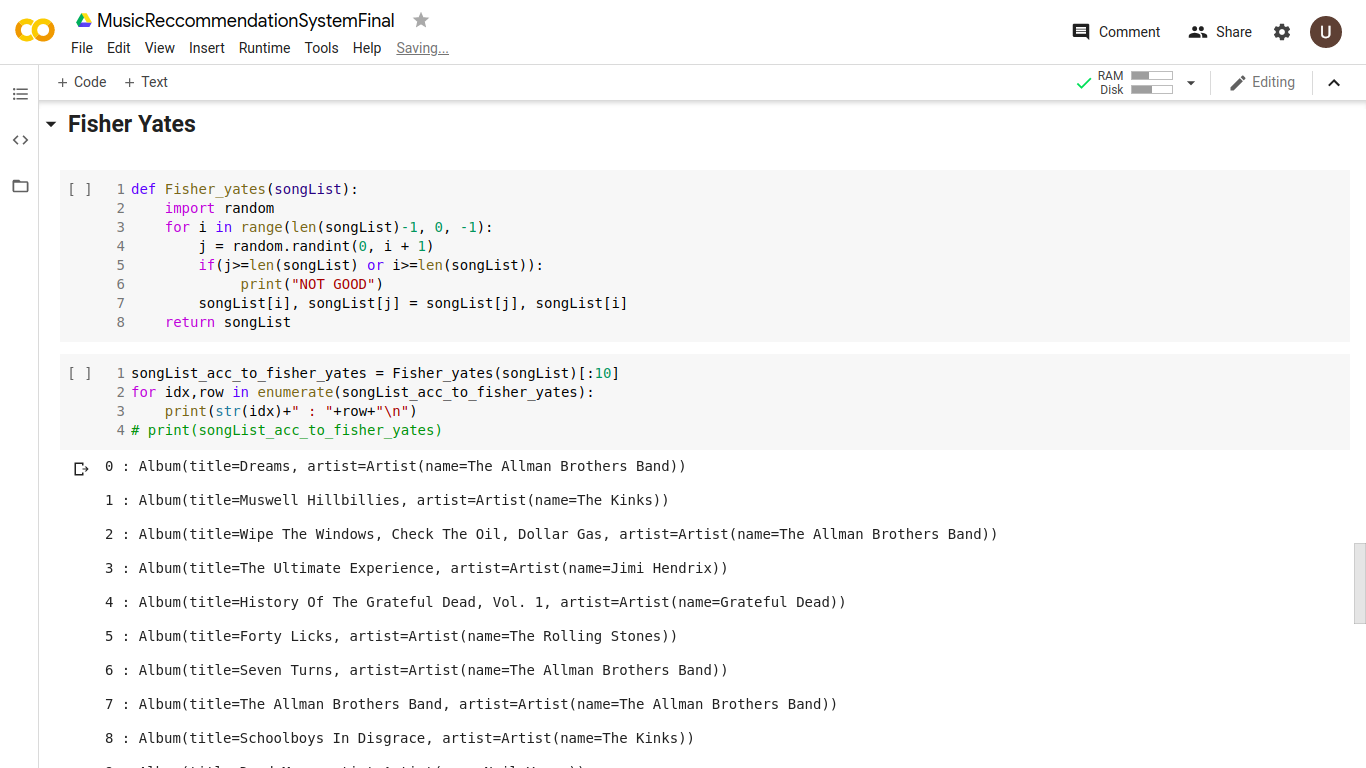 MusicReccommendationSystemFinal
File Edit View Insert Runtime Tools Help Saving...
Comment Share U
+ Code + Text
RAM
Disk
Editing
Fisher Yates
[ ] 1 def Fisher_yates(songList):
2     import random
3     for i in range(len(songList)-1, 0, -1):
4         j = random.randint(0, i + 1)
5         if(j>=len(songList) or i>=len(songList)):
6              print("NOT GOOD")
7         songList[i], songList[j] = songList[j], songList[i]
8     return songList
[ ] 1 songList_acc_to_fisher_yates = Fisher_yates(songList)[:10]
2 for idx,row in enumerate(songList_acc_to_fisher_yates):
3     print(str(idx)+" : "+row+"\n")
4 # print(songList_acc_to_fisher_yates)
0 : Album(title=Dreams, artist=Artist(name=The Allman Brothers Band))
1 : Album(title=Muswell Hillbillies, artist=Artist(name=The Kinks))
2 : Album(title=Wipe The Windows, Check The Oil, Dollar Gas, artist=Artist(name=The Allman Brothers Band))
3 : Album(title=The Ultimate Experience, artist=Artist(name=Jimi Hendrix))
4 : Album(title=History Of The Grateful Dead, Vol. 1, artist=Artist(name=Grateful Dead))
5 : Album(title=Forty Licks, artist=Artist(name=The Rolling Stones))
6 : Album(title=Seven Turns, artist=Artist(name=The Allman Brothers Band))
7 : Album(title=The Allman Brothers Band, artist=Artist(name=The Allman Brothers Band))
8 : Album(title=Schoolboys In Disgrace, artist=Artist(name=The Kinks))